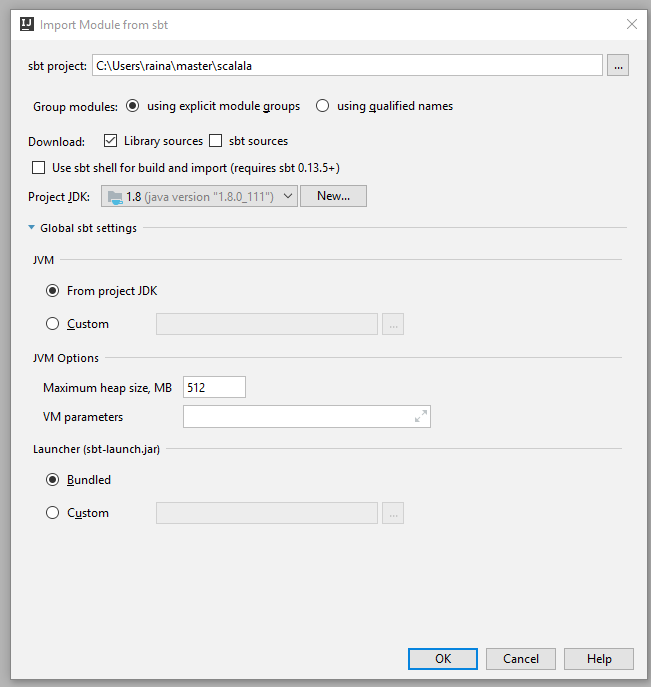 IJ Import Module from sbt
sbt project: C:\Users\raina\master\scalala ...
Group modules: using explicit module groups using qualified names
Download: Library sources sbt sources
Use sbt shell for build and import (requires sbt 0.13.5+)
Project JDK: 1.8 (java version "1.8.0_111") New...
Global sbt settings
JVM
From project JDK
Custom ...
JVM Options
Maximum heap size, MB 512
VM parameters
Launcher (sbt-launch.jar)
Bundled
Custom ...
OK Cancel Help